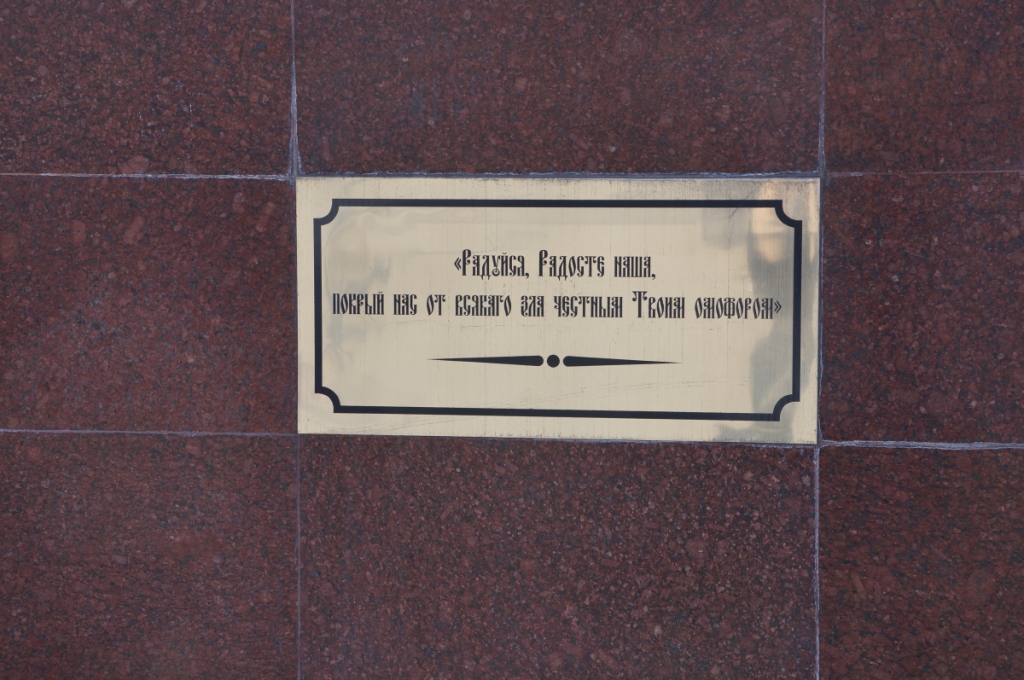 «Радуйся, Радосте наша,
покрый нас от всякаго зла честным Твоим омофором»